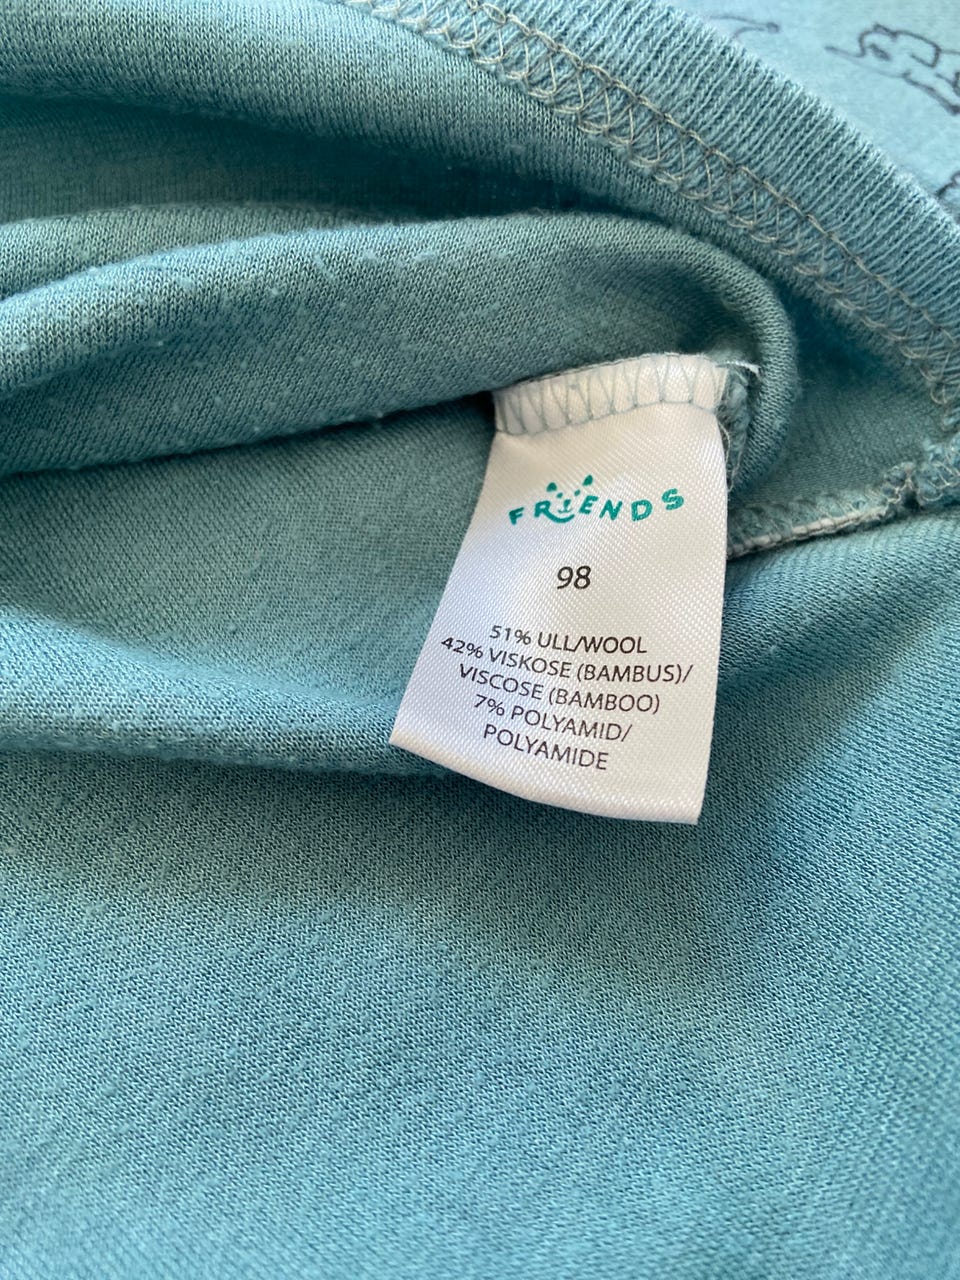 FRIENDS
98
51% ULL/WOOL
42% VISKOSE (BAMBUS)/
VISCOSE (BAMBOO)
7% POLYAMID/
POLYAMIDE